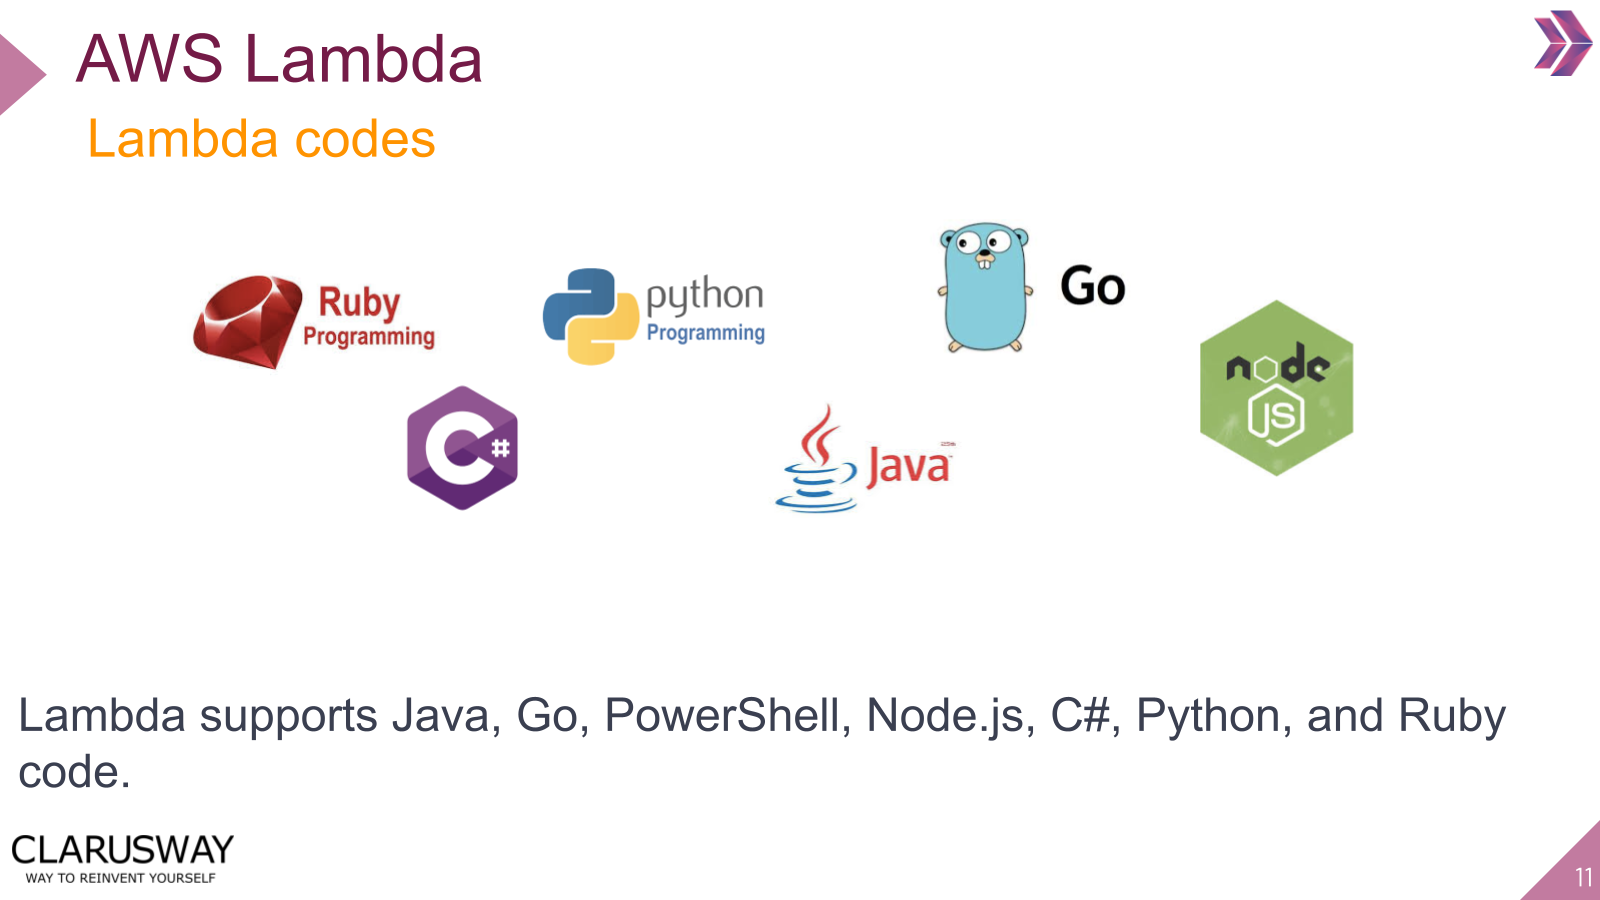 AWS Lambda
Lambda codes
Ruby
Programming
python
Programming
Go
node
JS
C#
Java
Lambda supports Java, Go, PowerShell, Node.js, C#, Python, and Ruby
code.
CLARUSWAY
WAY TO REINVENT YOURSELF
11